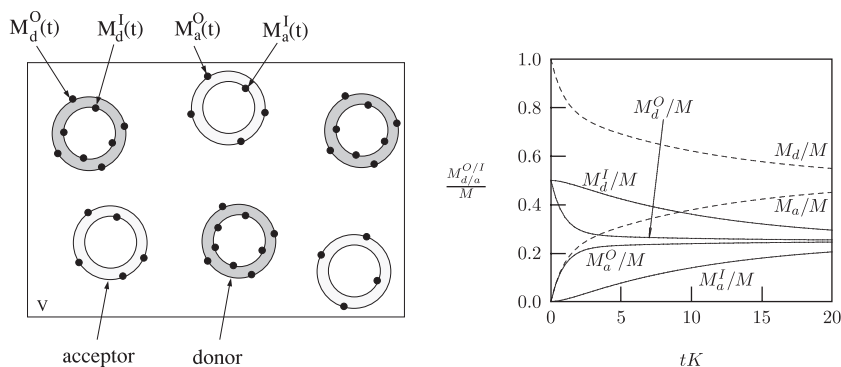 M_d^O(t) M_d^I(t) M_a^O(t) M_a^I(t)
V
acceptor donor
M_{d/a}^{O/I}/M
1.0
0.8
0.6
0.4
0.2
0.0
M_d^O/M
M_d/M
M_d^I/M
M_a/M
M_a^O/M
M_a^I/M
0 5 10 15 20
tK